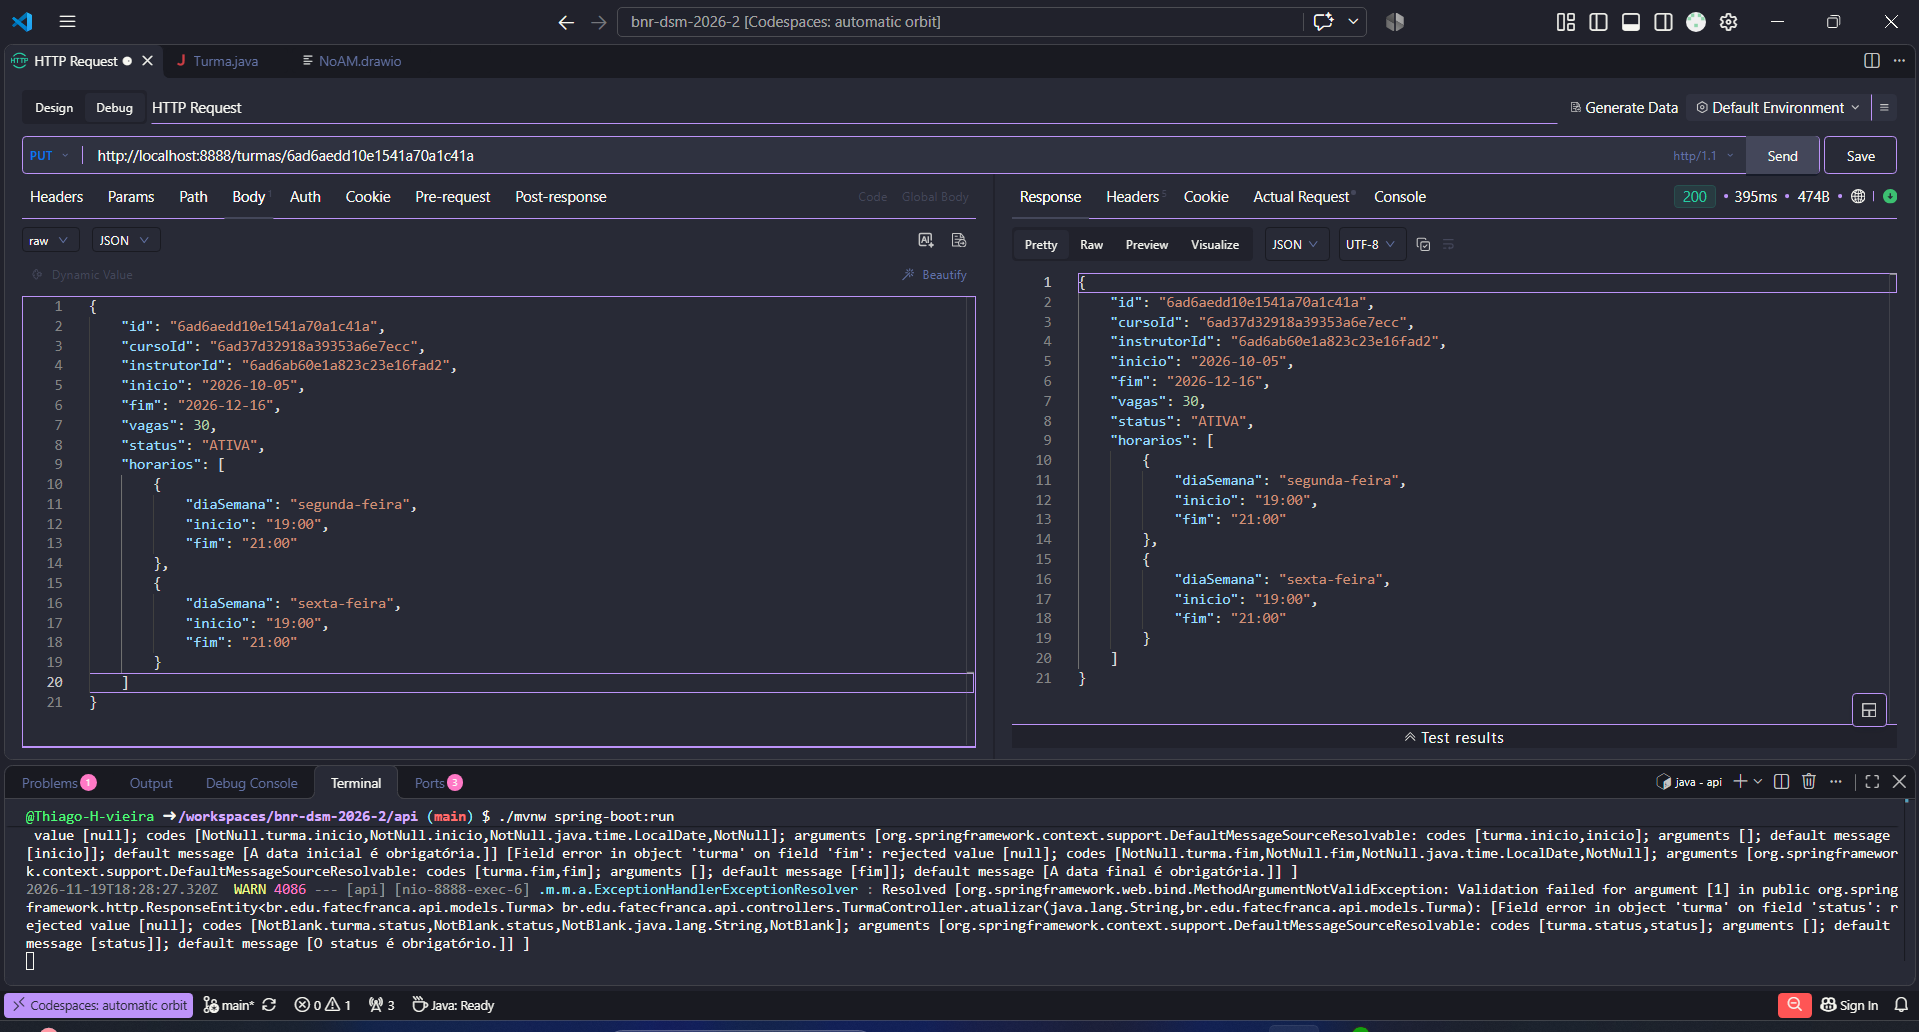 bnr-dsm-2026-2 [Codespaces: automatic orbit]
HTTP HTTP Request
J Turma.java
NoAM.drawio
Design Debug HTTP Request
Generate Data Default Environment
PUT http://localhost:8888/turmas/6ad6aedd10e1541a70a1c41a http/1.1 Send Save
Headers Params Path Body 1 Auth Cookie Pre-request Post-response Code Global Body
raw JSON
Dynamic Value Beautify
1 {
2 "id": "6ad6aedd10e1541a70a1c41a",
3 "cursoId": "6ad37d32918a39353a6e7ecc",
4 "instrutorId": "6ad6ab60e1a823c23e16fad2",
5 "inicio": "2026-10-05",
6 "fim": "2026-12-16",
7 "vagas": 30,
8 "status": "ATIVA",
9 "horarios": [
10 {
11 "diaSemana": "segunda-feira",
12 "inicio": "19:00",
13 "fim": "21:00"
14 },
15 {
16 "diaSemana": "sexta-feira",
17 "inicio": "19:00",
18 "fim": "21:00"
19 }
20 ]
21 }
Response Headers 5 Cookie Actual Request Console 200 • 395ms • 474B
Pretty Raw Preview Visualize JSON UTF-8
1 {
2 "id": "6ad6aedd10e1541a70a1c41a",
3 "cursoId": "6ad37d32918a39353a6e7ecc",
4 "instrutorId": "6ad6ab60e1a823c23e16fad2",
5 "inicio": "2026-10-05",
6 "fim": "2026-12-16",
7 "vagas": 30,
8 "status": "ATIVA",
9 "horarios": [
10 {
11 "diaSemana": "segunda-feira",
12 "inicio": "19:00",
13 "fim": "21:00"
14 },
15 {
16 "diaSemana": "sexta-feira",
17 "inicio": "19:00",
18 "fim": "21:00"
19 }
20 ]
21 }
Test results
Problems 1 Output Debug Console Terminal Ports 3
java - api
@Thiago-H-vieira ➜/workspaces/bnr-dsm-2026-2/api (main) $ ./mvnw spring-boot:run
value [null]; codes [NotNull.turma.inicio,NotNull.inicio,NotNull.java.time.LocalDate,NotNull]; arguments [org.springframework.context.support.DefaultMessageSourceResolvable: codes [turma.inicio,inicio]; arguments []; default message
[inicio]]; default message [A data inicial é obrigatória.]] [Field error in object 'turma' on field 'fim': rejected value [null]; codes [NotNull.turma.fim,NotNull.fim,NotNull.java.time.LocalDate,NotNull]; arguments [org.springframewor
k.context.support.DefaultMessageSourceResolvable: codes [turma.fim,fim]; arguments []; default message [fim]]; default message [A data final é obrigatória.]] ]
2026-11-19T18:28:27.320Z WARN 4086 --- [api] [nio-8888-exec-6] .m.m.a.ExceptionHandlerExceptionResolver : Resolved [org.springframework.web.bind.MethodArgumentNotValidException: Validation failed for argument [1] in public org.spring
framework.http.ResponseEntity<br.edu.fatecfranca.api.models.Turma> br.edu.fatecfranca.api.controllers.TurmaController.atualizar(java.lang.String,br.edu.fatecfranca.api.models.Turma): [Field error in object 'turma' on field 'status': r
ejected value [null]; codes [NotBlank.turma.status,NotBlank.status,NotBlank.java.lang.String,NotBlank]; arguments [org.springframework.context.support.DefaultMessageSourceResolvable: codes [turma.status,status]; arguments []; default
message [status]]; default message [O status é obrigatório.]] ]
Codespaces: automatic orbit main* 0 1 3 Java: Ready
Sign In